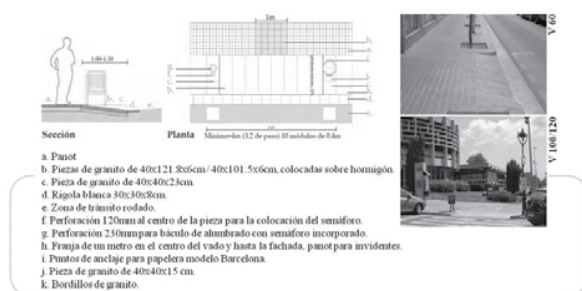 1m
V 60
1.00-1.20
a. b. c. d. e.
Sección
Planta Mínimo=4m (3.2 de paso) 10 módulos de 0.4m
V 100/120
a. Panot
b. Piezas de granito de 40x121.8x6cm / 40x101.5x6cm, colocadas sobre hormigón.
c. Pieza de granito de 40x40x23cm.
d. Rigola blanca 30x30x8cm.
e. Zona de tránsito rodado.
f. Perforación 120mm al centro de la pieza para la colocación del semáforo.
g. Perforación 230mm para báculo de alumbrado con semáforo incorporado.
h. Franja de un metro en el centro del vado y hasta la fachada, panot para invidentes.
i. Puntos de anclaje para papelera modelo Barcelona.
j. Pieza de granito de 40x40x15 cm.
k. Bordillos de granito.